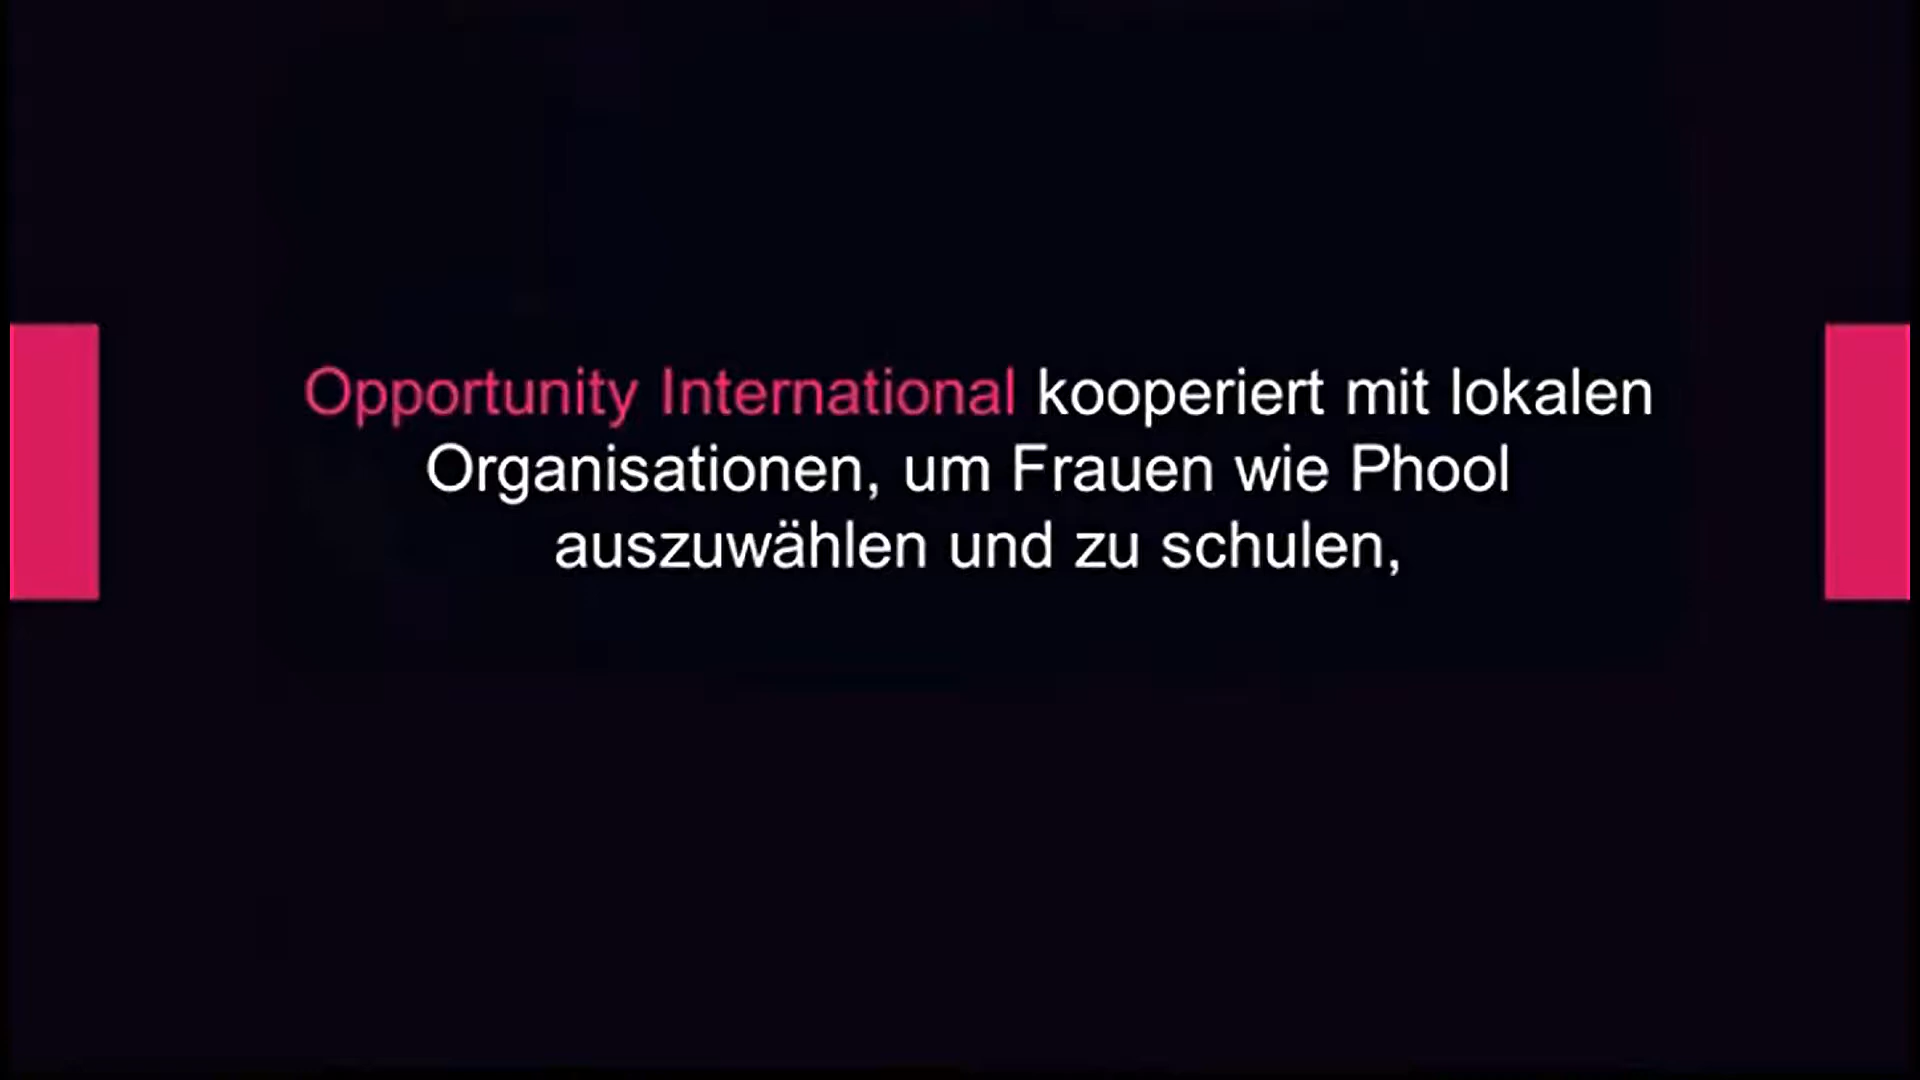 Opportunity International kooperiert mit lokalen
Organisationen, um Frauen wie Phool
auszuwählen und zu schulen,